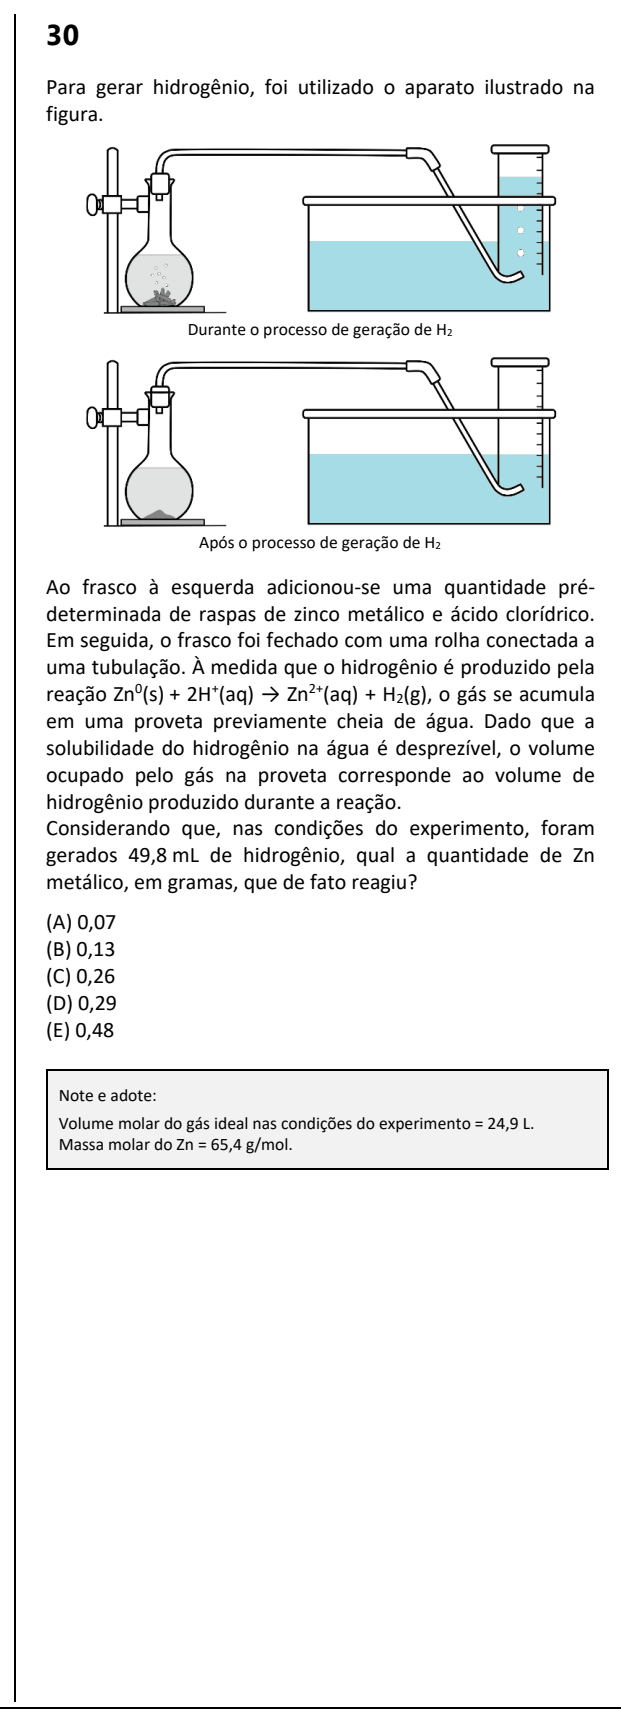 30
Para gerar hidrogênio, foi utilizado o aparato ilustrado na
figura.
Durante o processo de geração de H₂
Após o processo de geração de H₂
Ao frasco à esquerda adicionou-se uma quantidade pré-
determinada de raspas de zinco metálico e ácido clorídrico.
Em seguida, o frasco foi fechado com uma rolha conectada a
uma tubulação. À medida que o hidrogênio é produzido pela
reação Zn⁰(s) + 2H⁺(aq) → Zn²⁺(aq) + H₂(g), o gás se acumula
em uma proveta previamente cheia de água. Dado que a
solubilidade do hidrogênio na água é desprezível, o volume
ocupado pelo gás na proveta corresponde ao volume de
hidrogênio produzido durante a reação.
Considerando que, nas condições do experimento, foram
gerados 49,8 mL de hidrogênio, qual a quantidade de Zn
metálico, em gramas, que de fato reagiu?
(A) 0,07
(B) 0,13
(C) 0,26
(D) 0,29
(E) 0,48
Note e adote:
Volume molar do gás ideal nas condições do experimento = 24,9 L.
Massa molar do Zn = 65,4 g/mol.